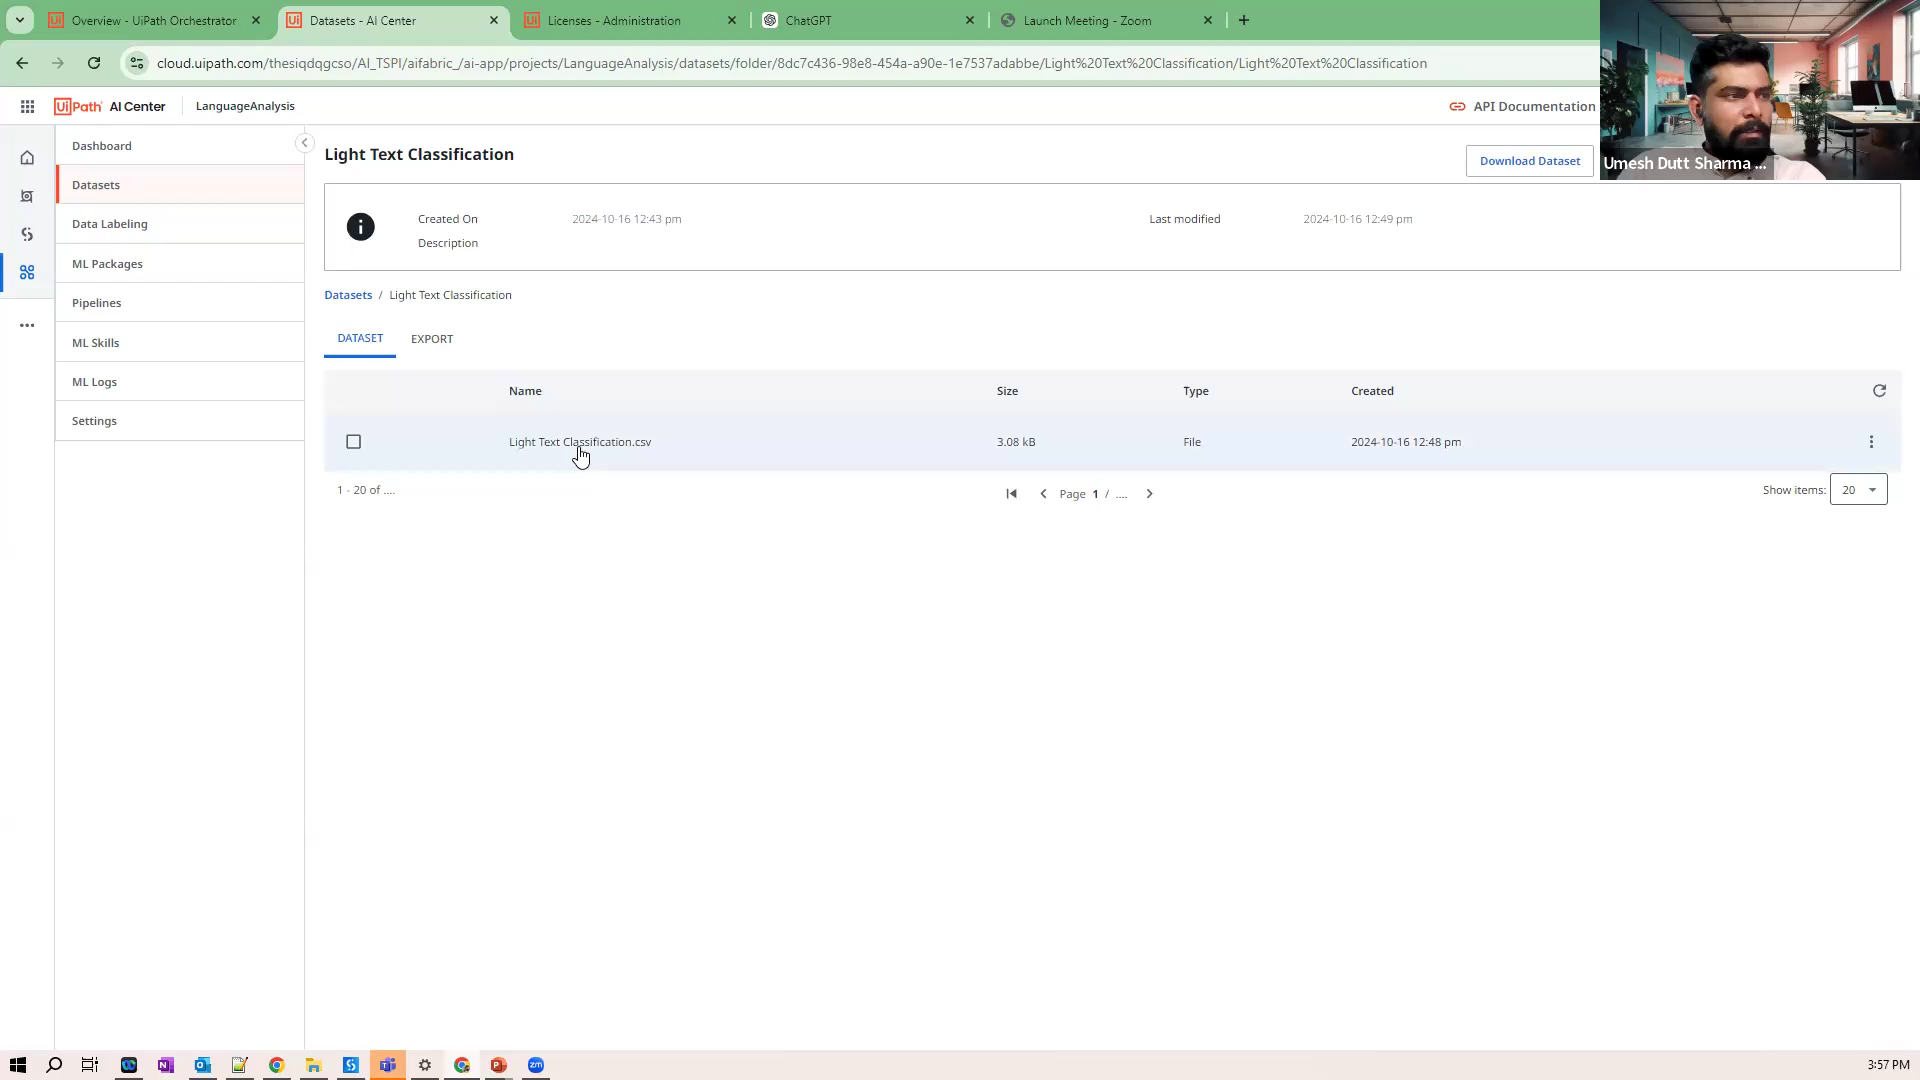 Overview - UiPath Orchestrator
Datasets - AI Center
Licenses - Administration
ChatGPT
Launch Meeting - Zoom
cloud.uipath.com/thesiqdqgcso/AI_TSPI/aifabric_/ai-app/projects/LanguageAnalysis/datasets/folder/8dc7c436-98e8-454a-a90e-1e7537adabbe/Light%20Text%20Classification/Light%20Text%20Classification
UiPath AI Center
LanguageAnalysis
API Documentation
Umesh Dutt Sharma ...
Dashboard
Datasets
Data Labeling
ML Packages
Pipelines
ML Skills
ML Logs
Settings
Light Text Classification
Download Dataset
Created On 2024-10-16 12:43 pm Last modified 2024-10-16 12:49 pm
Description
Datasets / Light Text Classification
DATASET EXPORT
Name Size Type Created
Light Text Classification.csv 3.08 kB File 2024-10-16 12:48 pm
1 - 20 of .... Page 1 / .... Show items: 20
3:57 PM